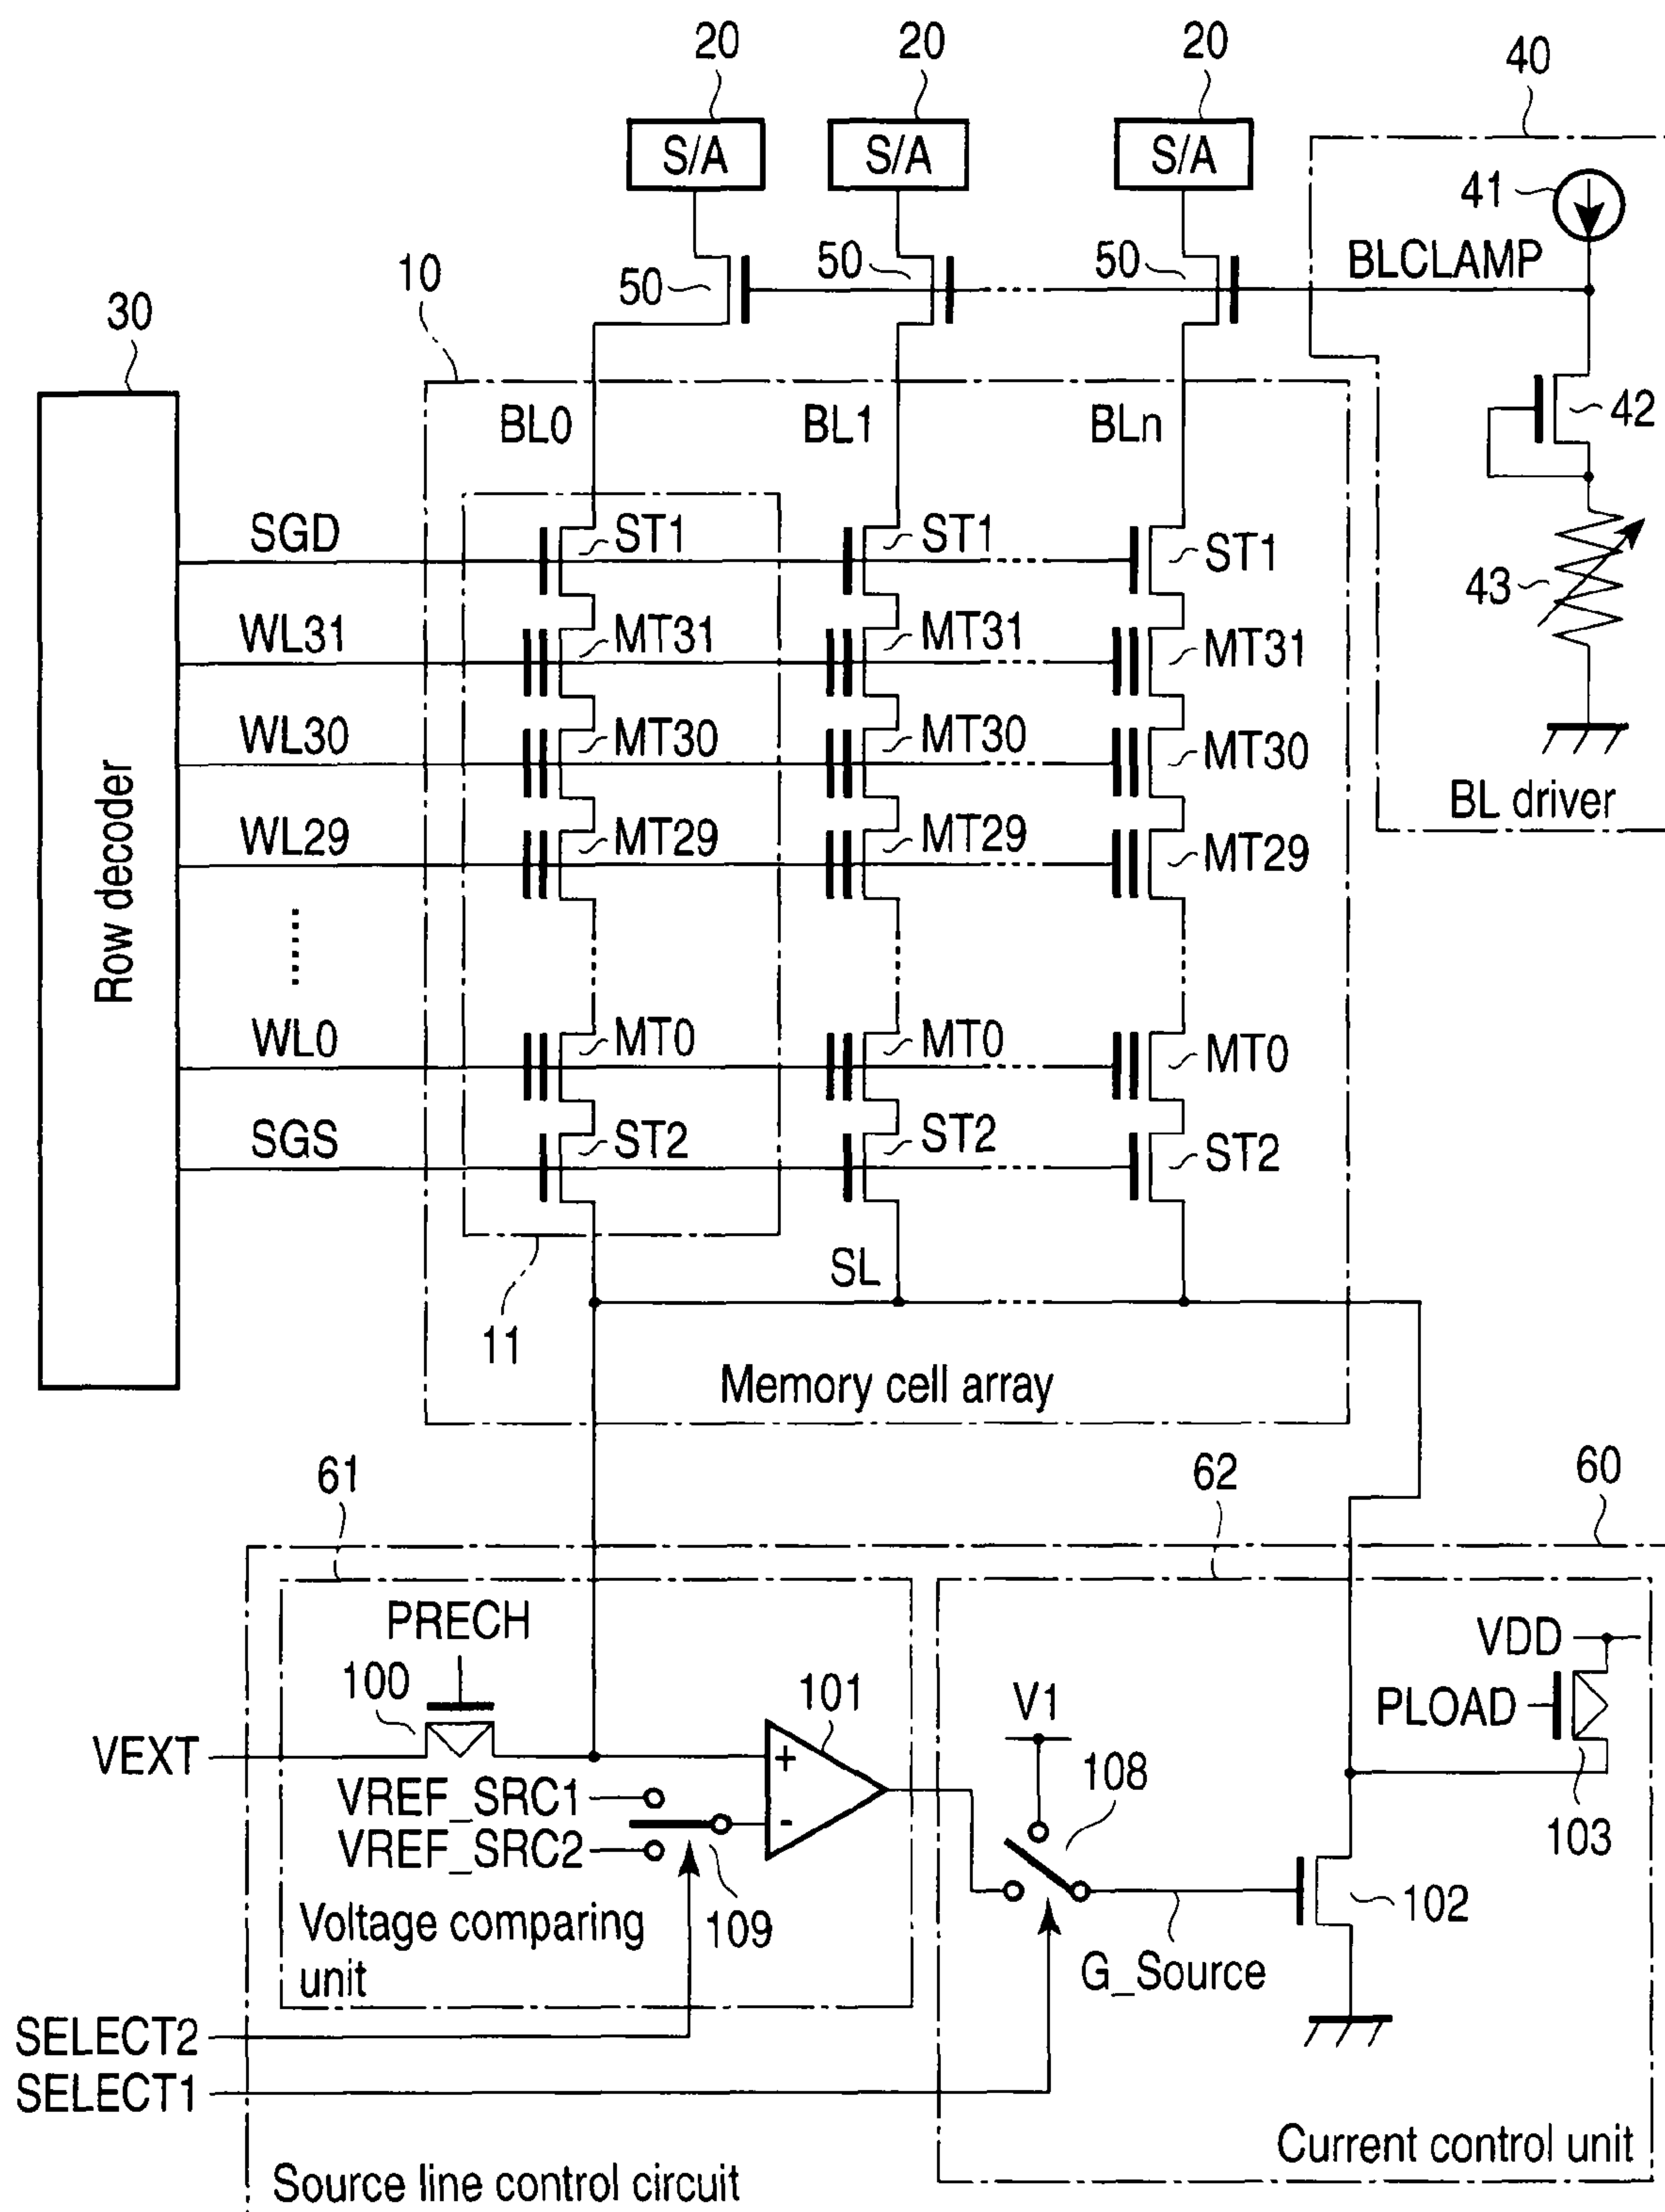 20 20 20 40
S/A S/A S/A
41
BLCLAMP
50 50 50
10
30
42
BL0 BL1 BLn
SGD ST1 ST1 ST1
43
WL31 MT31 MT31 MT31
WL30 MT30 MT30 MT30
BL driver
WL29 MT29 MT29 MT29
Row decoder
WL0 MT0 MT0 MT0
SGS ST2 ST2 ST2
SL
11
Memory cell array
61 62 60
PRECH
VDD
100 101 V1 PLOAD
VEXT + 108
VREF_SRC1
VREF_SRC2 - 103
109 102
Voltage comparing
unit
G_Source
SELECT2
SELECT1
Current control unit
Source line control circuit